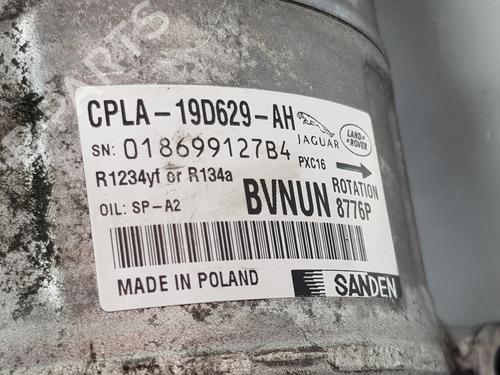 CPLA-19D629-AH
JAGUAR
LAND ROVER
SN: 018699127B4
PXC16
R1234yf or R134a
ROTATION
OIL: SP-A2
BVNUN
8776P
MADE IN POLAND
SANDEN
PARTS